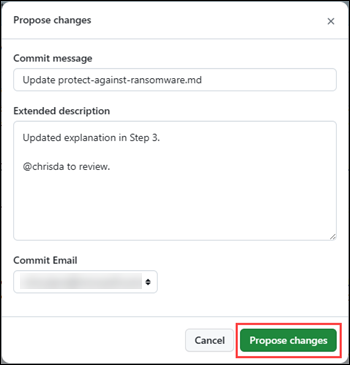 Propose changes
Commit message
Update protect-against-ransomware.md
Extended description
Updated explanation in Step 3.
@chrisda to review.
Commit Email
Cancel
Propose changes